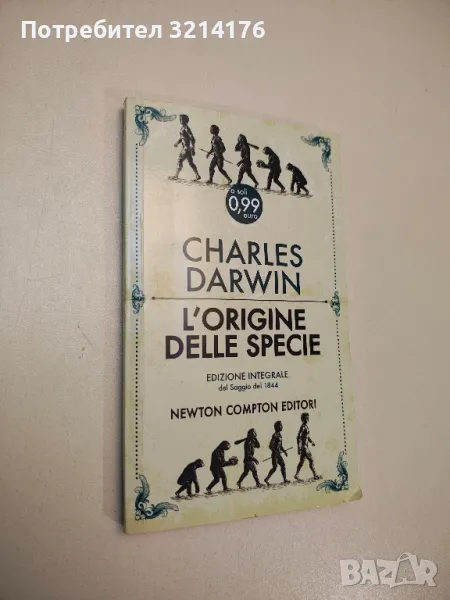 Потребител 3214176
a soli
0,99
euro
CHARLES
DARWIN
L'ORIGINE
DELLE SPECIE
EDIZIONE INTEGRALE
del Saggio del 1844
NEWTON COMPTON EDITORI
BAZAR